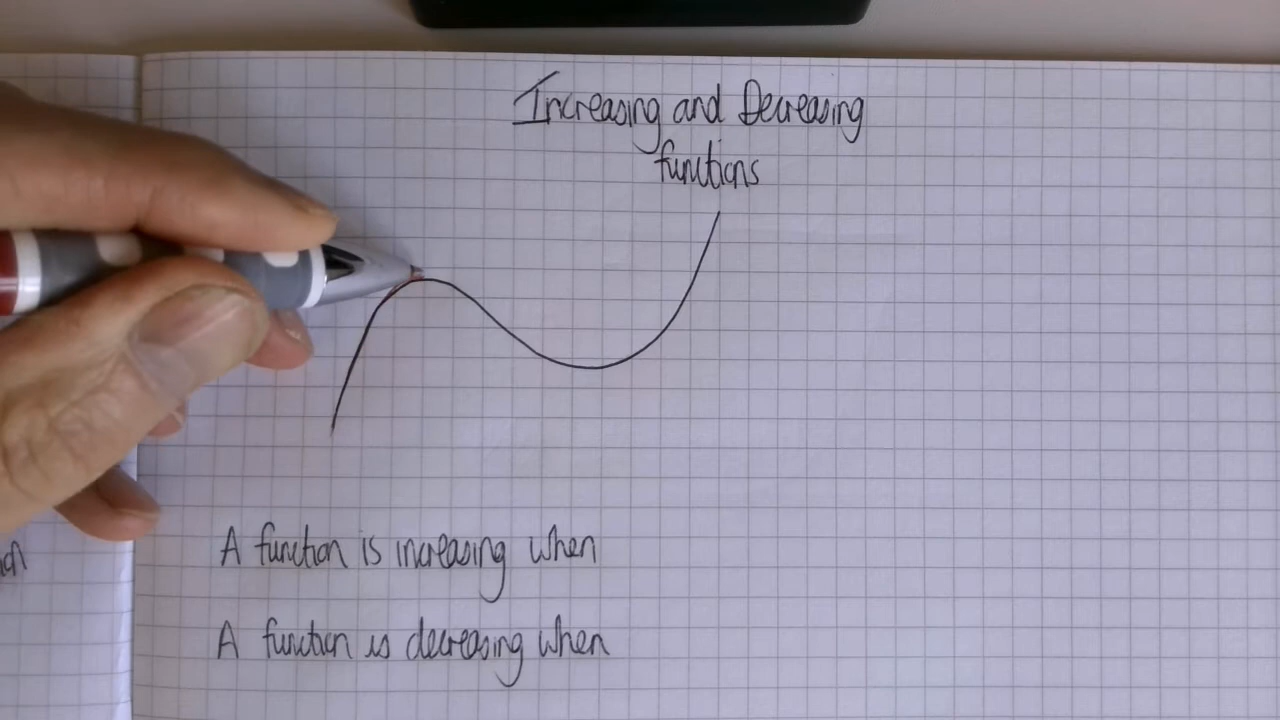 Increasing and Decreasing
functions
A function is increasing when
A function is decreasing when